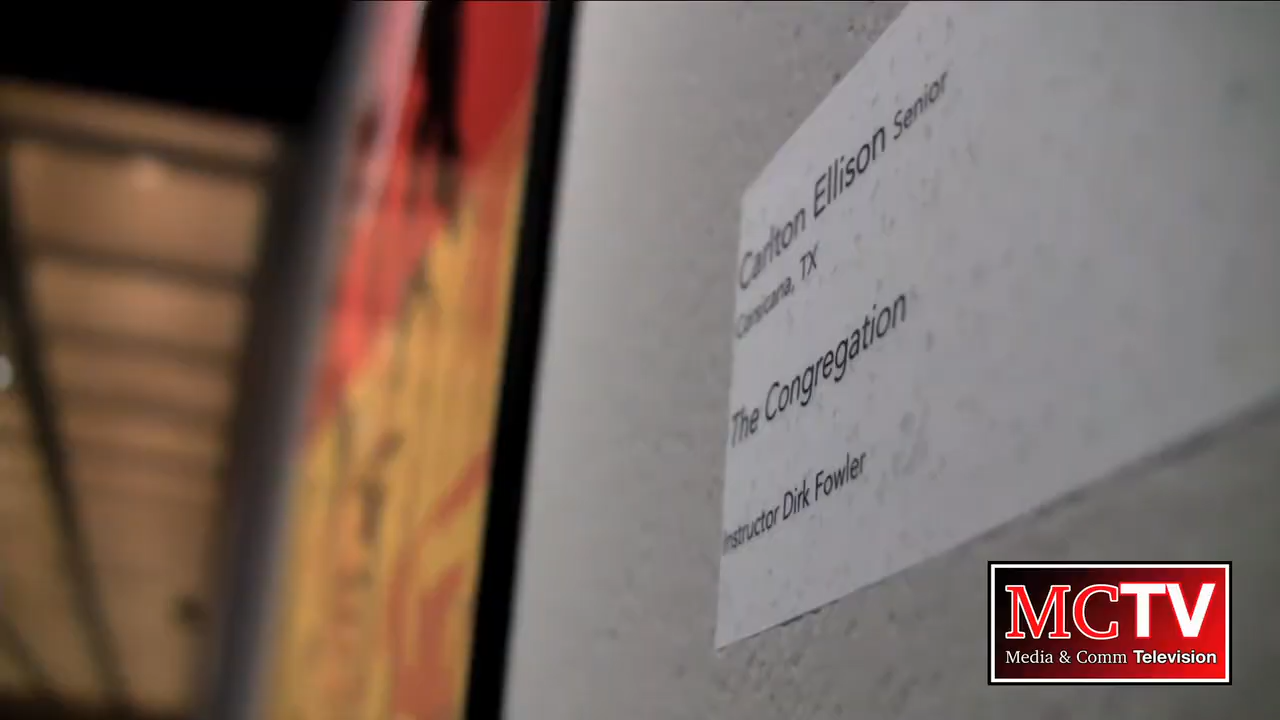 Carlton Ellison Senior
Corsicana, TX
The Congregation
Instructor Dirk Fowler
MCTV
Media & Comm Television